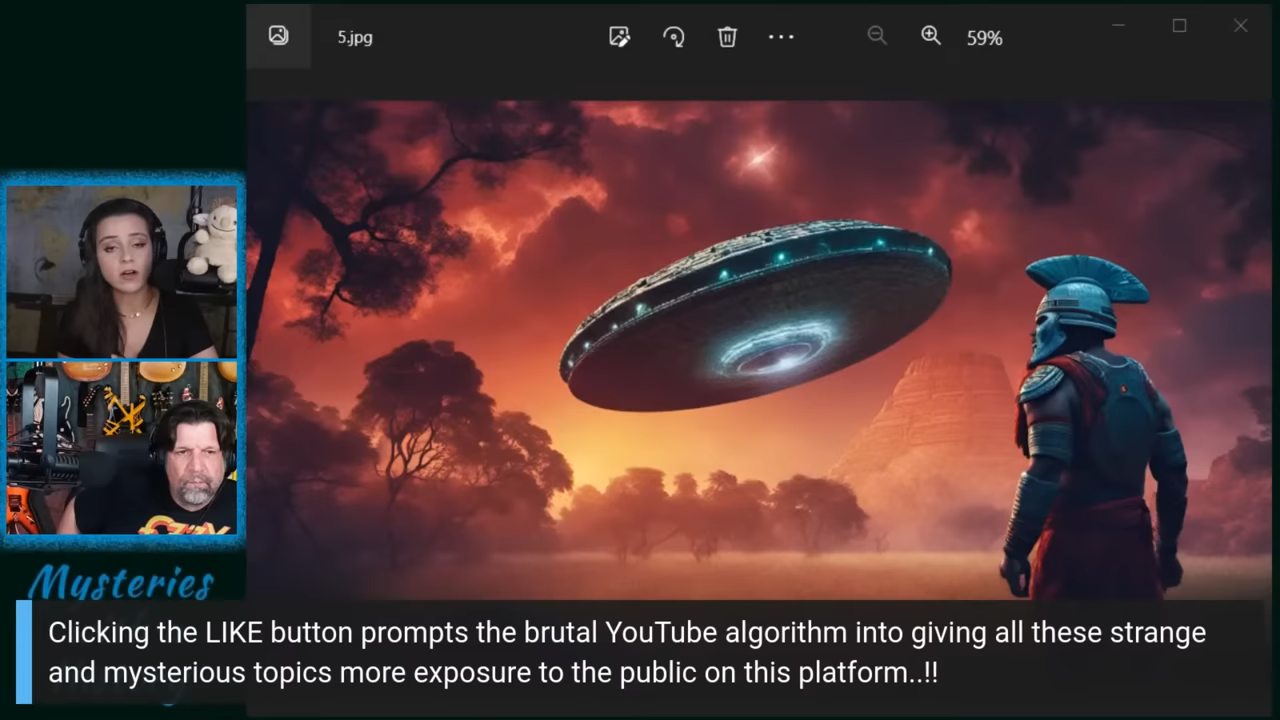 5.jpg
59%
Mysteries
Clicking the LIKE button prompts the brutal YouTube algorithm into giving all these strange
and mysterious topics more exposure to the public on this platform..!!